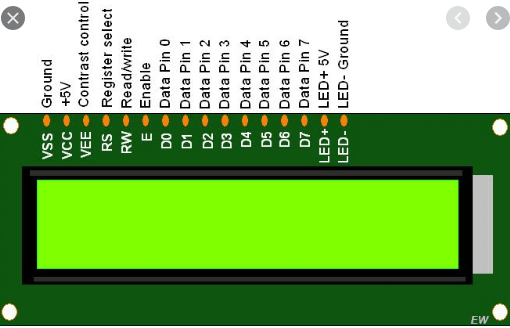 Ground
+5V
Contrast control
Register select
Read/write
Enable
Data Pin 0
Data Pin 1
Data Pin 2
Data Pin 3
Data Pin 4
Data Pin 5
Data Pin 6
Data Pin 7
LED+ 5V
LED- Ground
VSS
VCC
VEE
RS
RW
E
D0
D1
D2
D3
D4
D5
D6
D7
LED+
LED-
EW